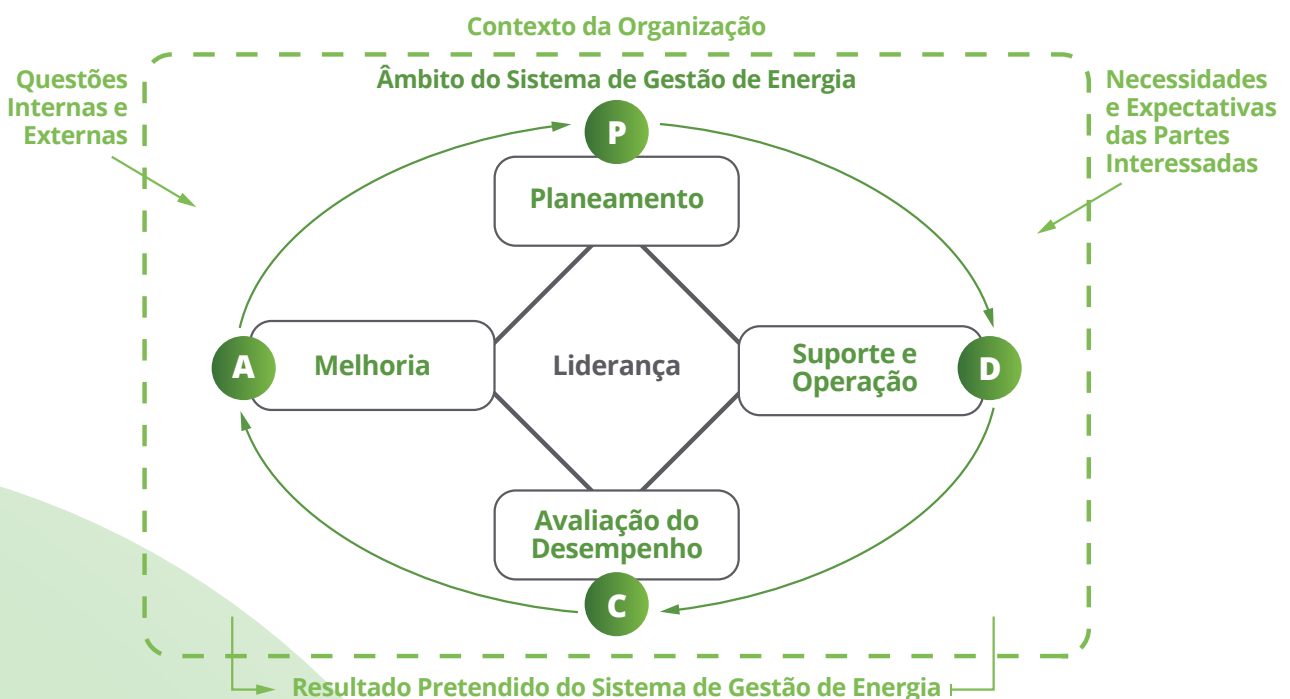 Contexto da Organização
Âmbito do Sistema de Gestão de Energia
Questões
Internas e
Externas
Necessidades
e Expectativas
das Partes
Interessadas
P
Planeamento
A
Melhoria
Liderança
Suporte e
Operação
D
Avaliação do
Desempenho
C
Resultado Pretendido do Sistema de Gestão de Energia